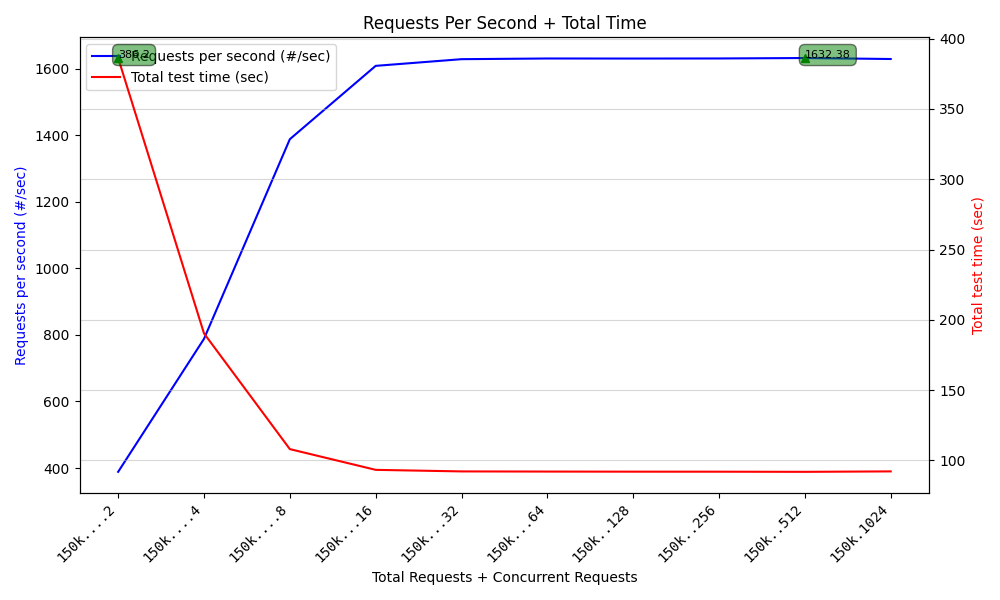 Requests Per Second + Total Time
Requests per second (#/sec)
Total test time (sec)
1632.38
1600
1400
1200
1000
800
600
400
Requests per second (#/sec)
400
350
300
250
200
150
100
Total test time (sec)
150k....2
150k....4
150k....8
150k...16
150k...32
150k...64
150k..128
150k..256
150k..512
150k.1024
Total Requests + Concurrent Requests